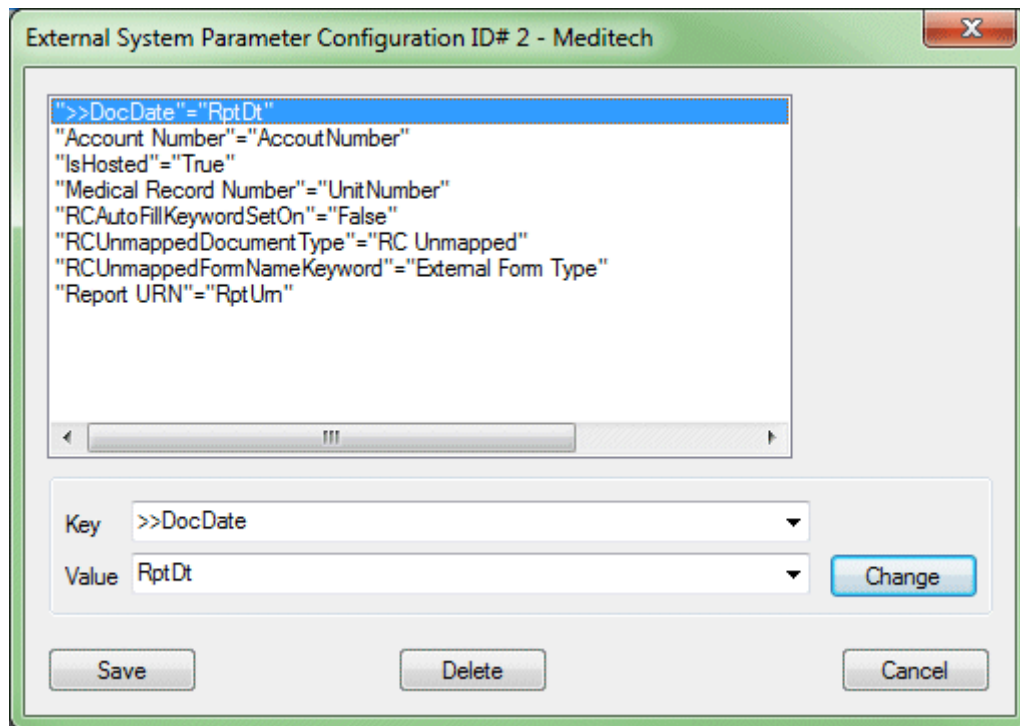 External System Parameter Configuration ID# 2 - Meditech
">>DocDate"="RptDt"
"Account Number"="AccoutNumber"
"IsHosted"="True"
"Medical Record Number"="UnitNumber"
"RCAutoFillKeywordSetOn"="False"
"RCUnmappedDocumentType"="RC Unmapped"
"RCUnmappedFormNameKeyword"="External Form Type"
"Report URN"="RptUrn"
Key >>DocDate
Value RptDt Change
Save Delete Cancel